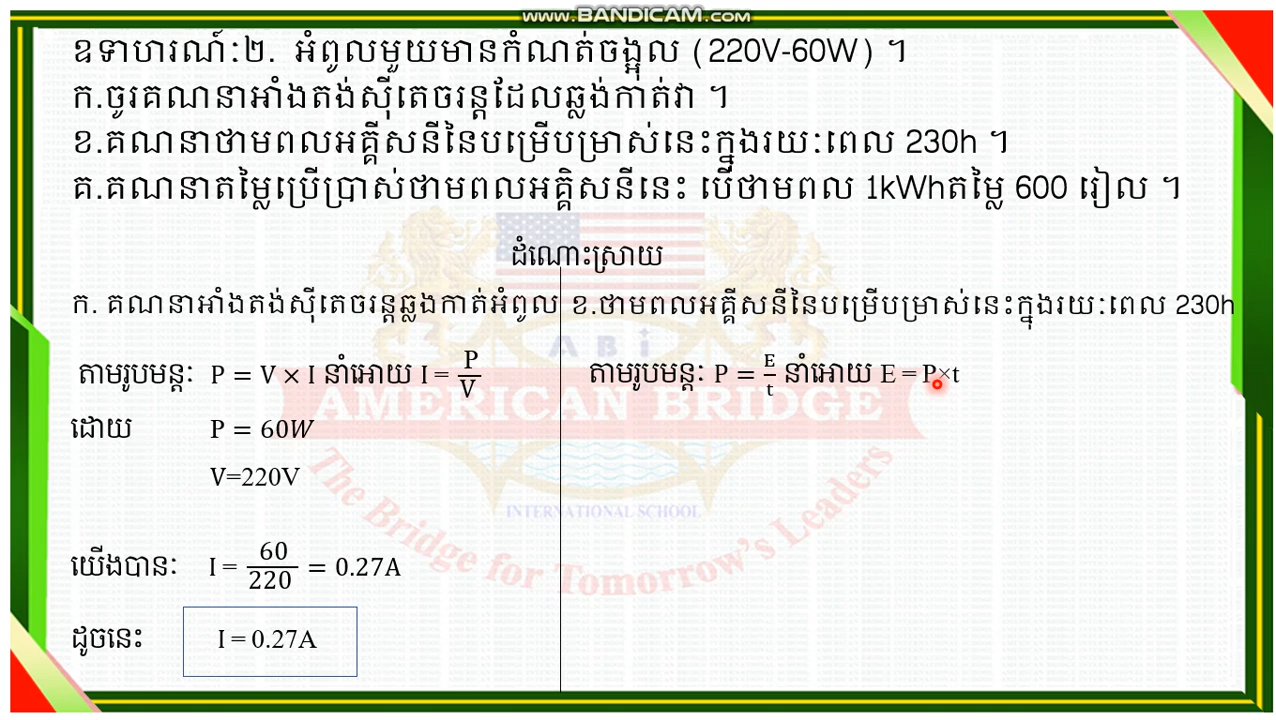 www.BANDICAM.com
ឧទាហរណ៍ៈ២. អំពូលមួយមានកំណត់ចង្អុល (220V-60W) ។
ក.ចូរគណនាអាំងតង់ស៊ីតេចរន្តដែលឆ្លង់កាត់វា ។
ខ.គណនាថាមពលអគ្គីសនីនៃបម្រើបម្រាស់នេះក្នុងរយៈពេល 230h ។
គ.គណនាតម្លៃប្រើប្រាស់ថាមពលអគ្គិសនីនេះ បើថាមពល 1kWhតម្លៃ 600 រៀល ។
ដំណោះស្រាយ
ក. គណនាអាំងតង់ស៊ីតេចរន្តឆ្លងកាត់អំពូល
តាមរូបមន្តៈ P = V × I នាំអោយ I = P/V
ដោយ P = 60W
V=220V
យើងបានៈ I = 60/220 = 0.27A
ដូចនេះ I = 0.27A
ខ.ថាមពលអគ្គីសនីនៃបម្រើបម្រាស់នេះក្នុងរយៈពេល 230h
តាមរូបមន្តៈ P = E/t នាំអោយ E = P×t
ABi
AMERICAN BRIDGE
INTERNATIONAL SCHOOL
The Bridge for Tomorrow's Leaders